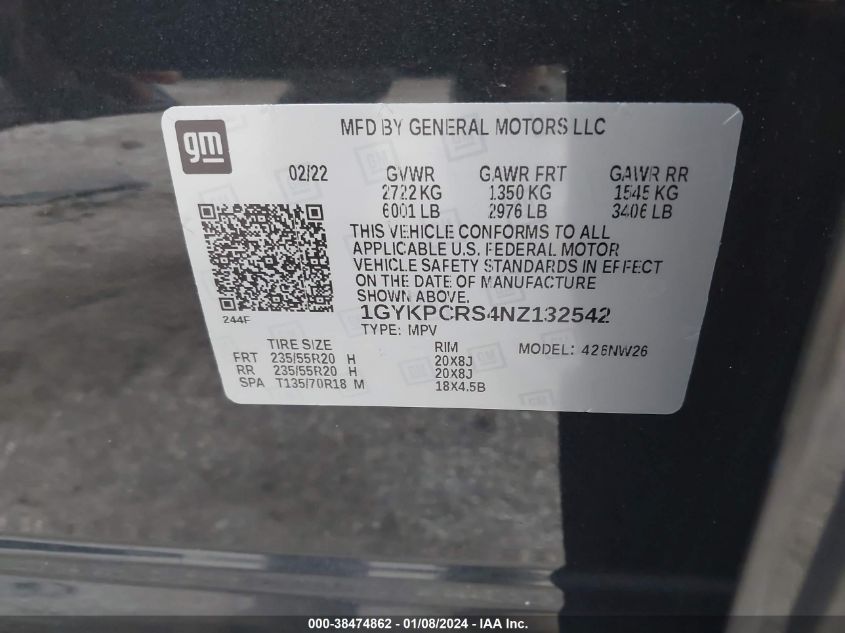 gm
MFD BY GENERAL MOTORS LLC
02/22
GVWR GAWR FRT GAWR RR
2722 KG 1350 KG 1545 KG
6001 LB 2976 LB 3406 LB
THIS VEHICLE CONFORMS TO ALL
APPLICABLE U.S. FEDERAL MOTOR
VEHICLE SAFETY STANDARDS IN EFFECT
ON THE DATE OF MANUFACTURE
SHOWN ABOVE.
244F
1GYKPCRS4NZ132542
TYPE: MPV
TIRE SIZE RIM MODEL: 426NW26
FRT 235/55R20 H 20X8J
RR 235/55R20 H 20X8J
SPA T135/70R18 M 18X4.5B
000-38474862 - 01/08/2024 - IAA Inc.